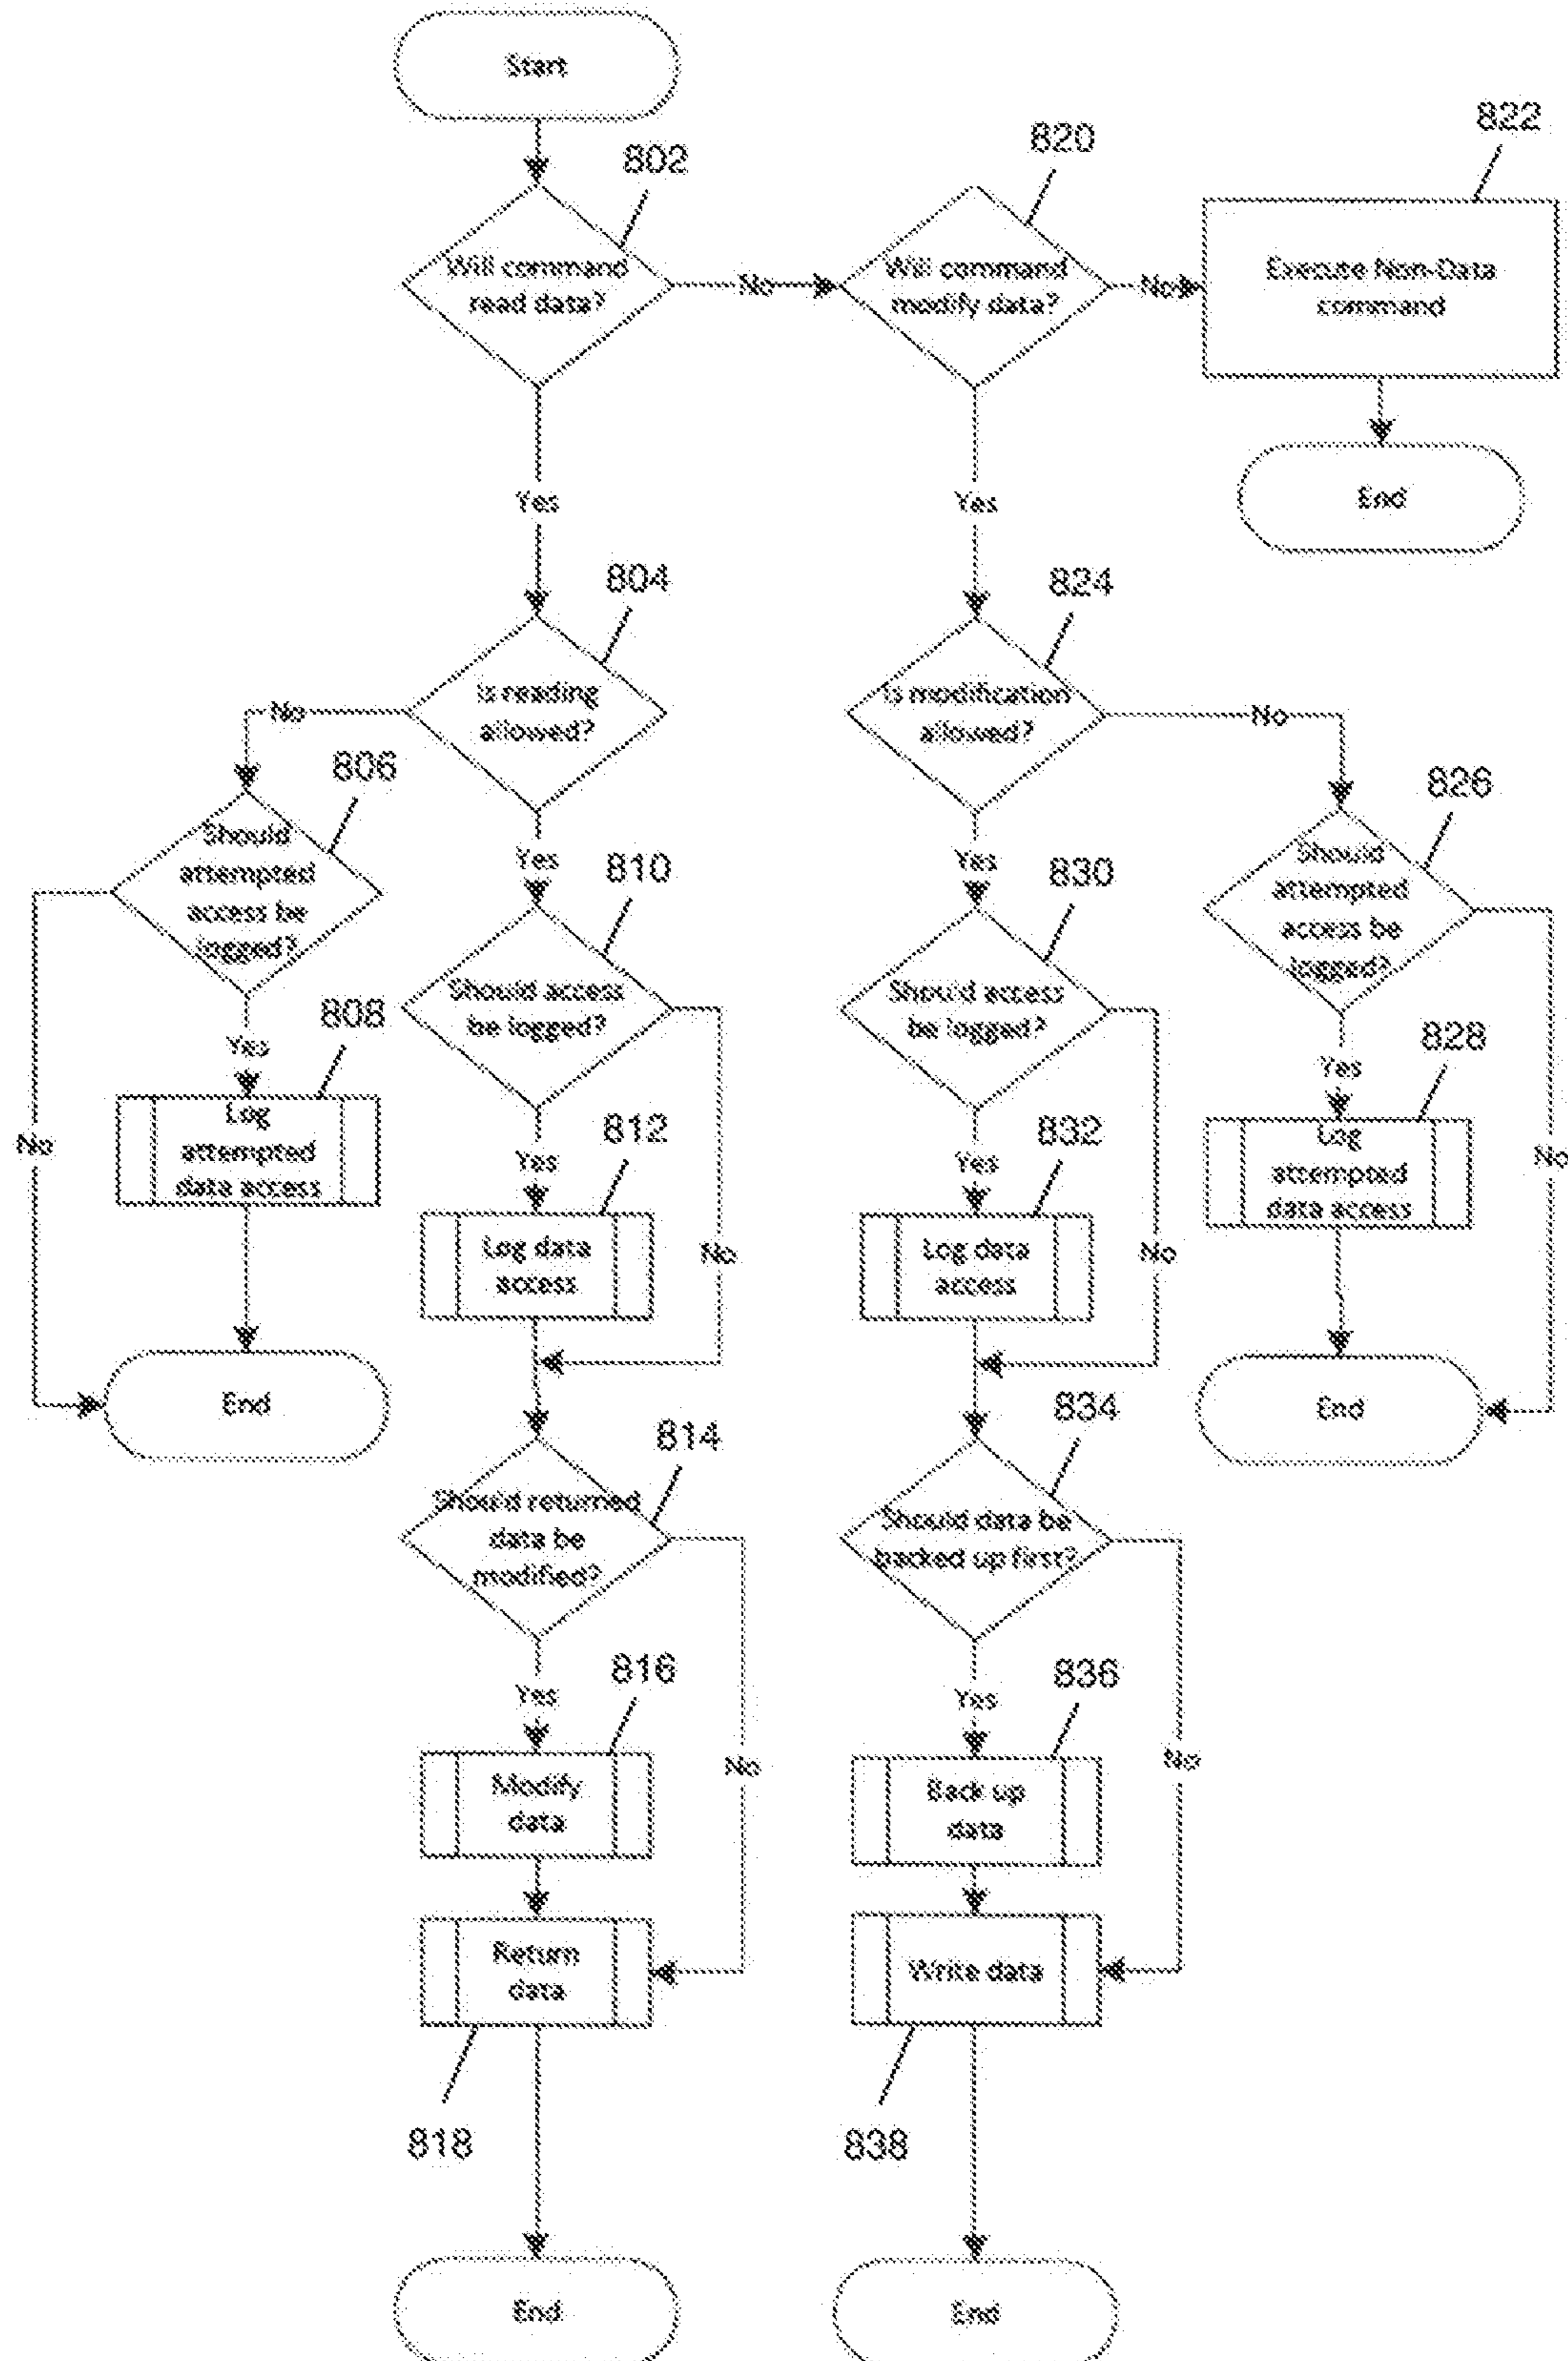 Start
802
820
822
Will command
read data?
No
Will command
modify data?
No
Execute Non-Data
command
Yes
Yes
End
804
824
Is reading
allowed?
No
Is modification
allowed?
No
806
826
Should
attempted
access be
logged?
Yes
810
Yes
830
Should
attempted
access be
logged?
808
Should access
be logged?
Should access
be logged?
828
Yes
Yes
Log
attempted
data access
No
812
Yes
832
Yes
Log
attempted
data access
No
Log data
access
No
Log data
access
No
End
End
814
834
Should returned
data be
modified?
Should data be
backed up first?
816
836
Yes
Yes
Modify
data
No
Back up
data
No
Return
data
Write data
818
838
End
End